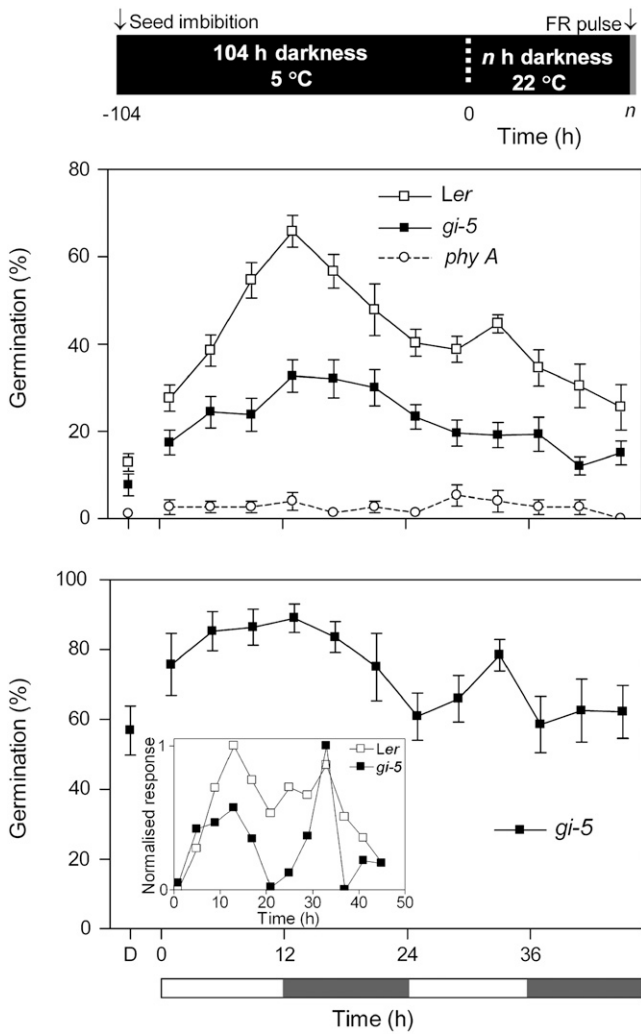 ↓Seed imbibition
FR pulse↓
104 h darkness
5 °C
n h darkness
22 °C
-104
0
n
Time (h)
80
60
40
20
0
Germination (%)
Ler
gi-5
phy A
100
80
60
40
20
0
Germination (%)
gi-5
1
0
Normalised response
Ler
gi-5
0 10 20 30 40 50
Time (h)
D 0 12 24 36
Time (h)